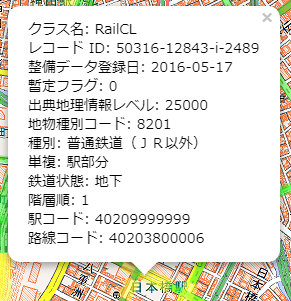 ×
クラス名: RailCL
レコード ID: 50316-12843-i-2489
整備データ登録日: 2016-05-17
暫定フラグ: 0
出典地理情報レベル: 25000
地物種別コード: 8201
種別: 普通鉄道（ＪＲ以外）
単複: 駅部分
鉄道状態: 地下
階層順: 1
駅コード: 40209999999
路線コード: 40203800006
日本橋駅